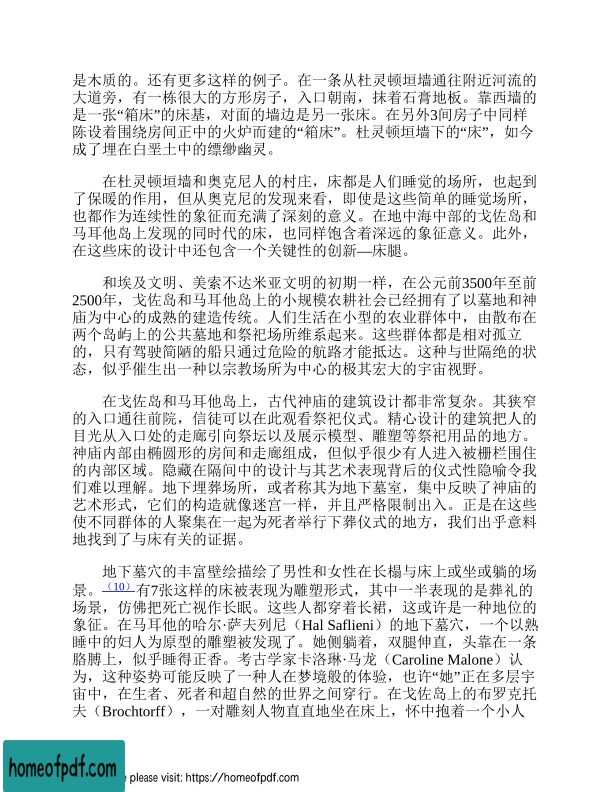 是木质的。还有更多这样的例子。在一条从杜灵顿垣墙通往附近河流的
大道旁，有一栋很大的方形房子，入口朝南，抹着石膏地板。靠西墙的
是一张“箱床”的床基，对面的墙边是另一张床。在另外3间房子中同样
陈设着围绕房间正中的火炉而建的“箱床”。杜灵顿垣墙下的“床”，如今
成了埋在白垩土中的缥缈幽灵。
在杜灵顿垣墙和奥克尼人的村庄，床都是人们睡觉的场所，也起到
了保暖的作用，但从奥克尼的发现来看，即使是这些简单的睡觉场所，
也都作为连续性的象征而充满了深刻的意义。在地中海中部的戈佐岛和
马耳他岛上发现的同时代的床，也同样饱含着深远的象征意义。此外，
在这些床的设计中还包含一个关键性的创新—床腿。
和埃及文明、美索不达米亚文明的初期一样，在公元前3500年至前
2500年，戈佐岛和马耳他岛上的小规模农耕社会已经拥有了以墓地和神
庙为中心的成熟的建造传统。人们生活在小型的农业群体中，由散布在
两个岛屿上的公共墓地和祭祀场所维系起来。这些群体都是相对孤立
的，只有驾驶简陋的船只通过危险的航路才能抵达。这种与世隔绝的状
态，似乎催生出一种以宗教场所为中心的极其宏大的宇宙视野。
在戈佐岛和马耳他岛上，古代神庙的建筑设计都非常复杂。其狭窄
的入口通往前院，信徒可以在此观看祭祀仪式。精心设计的建筑把人的
目光从入口处的走廊引向祭坛以及展示模型、雕塑等祭祀用品的地方。
神庙内部由椭圆形的房间和走廊组成，但似乎很少有人进入被栅栏围住
的内部区域。隐藏在隔间中的设计与其艺术表现背后的仪式性隐喻令我
们难以理解。地下埋葬场所，或者称其为地下墓室，集中反映了神庙的
艺术形式，它们的构造就像迷宫一样，并且严格限制出入。正是在这些
使不同群体的人聚集在一起为死者举行下葬仪式的地方，我们出乎意料
地找到了与床有关的证据。
地下墓穴的丰富壁绘描绘了男性和女性在长榻与床上或坐或躺的场
景。（10）有7张这样的床被表现为雕塑形式，其中一半表现的是葬礼的
场景，仿佛把死亡视作长眠。这些人都穿着长裙，这或许是一种地位的
象征。在马耳他的哈尔·萨夫列尼（Hal Saflieni）的地下墓穴，一个以熟
睡中的妇人为原型的雕塑被发现了。她侧躺着，双腿伸直，头靠在一条
胳膊上，似乎睡得正香。考古学家卡洛琳·马龙（Caroline Malone）认
为，这种姿势可能反映了一种人在梦境般的体验，也许“她”正在多层宇
宙中，在生者、死者和超自然的世界之间穿行。在戈佐岛上的布罗克托
夫（Brochtorff），一对雕刻人物直直地坐在床上，怀中抱着一个小人
homeofpdf.com
e please visit: https://homeofpdf.com